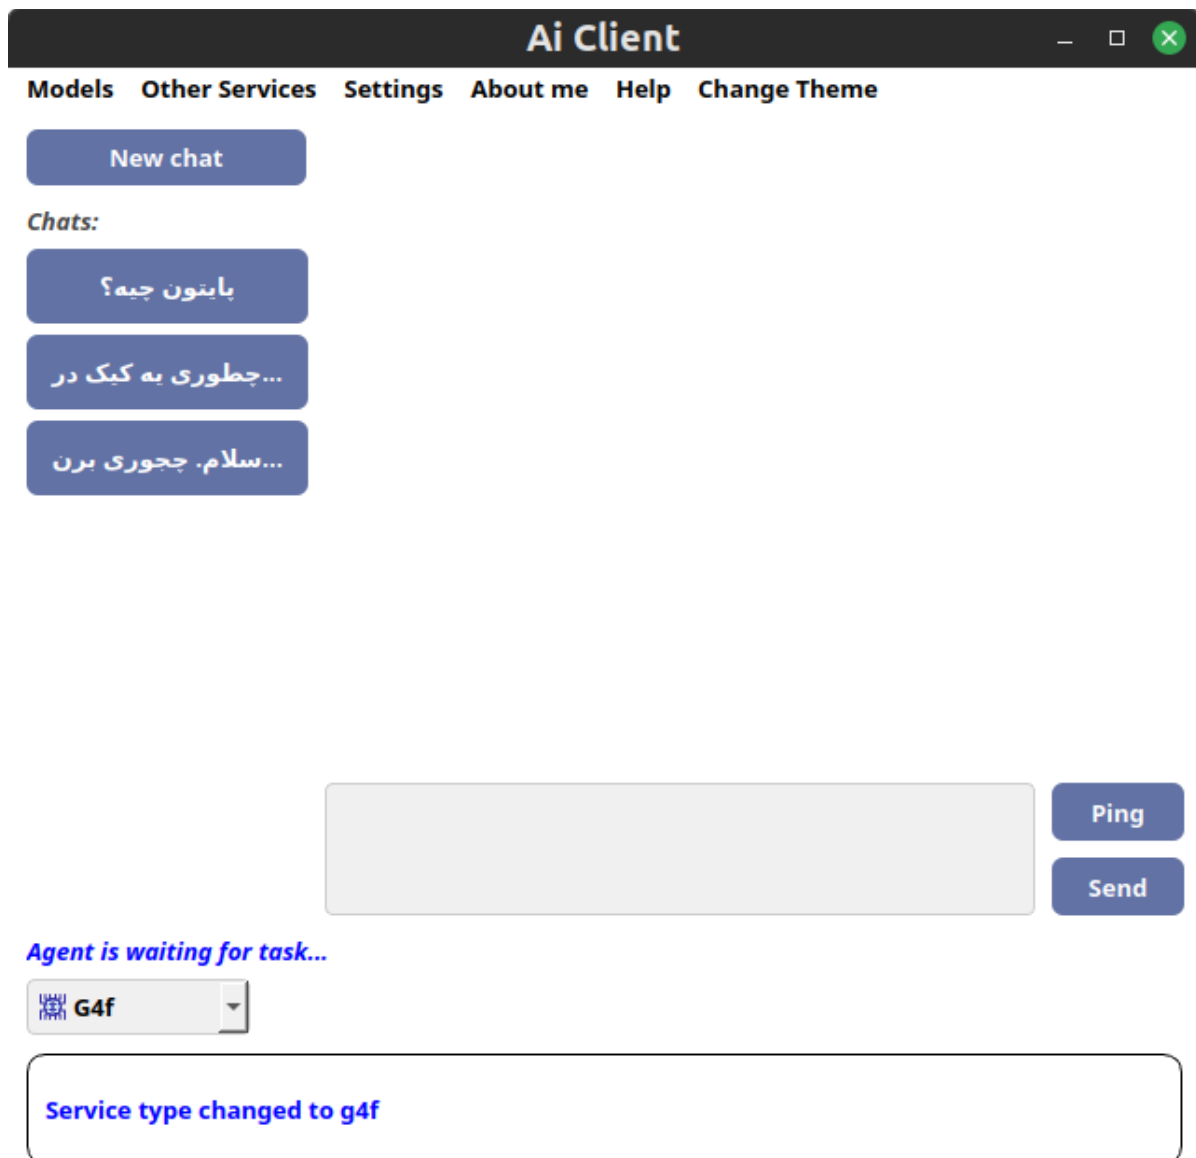 Ai Client
Models Other Services Settings About me Help Change Theme
New chat
Chats:
پایتون چیه؟
چطوری یه کیک در...
سلام. چجوری برن...
Ping
Send
Agent is waiting for task...
G4f
Service type changed to g4f